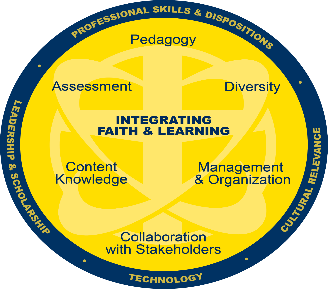 PROFESSIONAL SKILLS & DISPOSITIONS
Pedagogy
Assessment
Diversity
INTEGRATING
FAITH & LEARNING
LEADERSHIP & SCHOLARSHIP
CULTURAL RELEVANCE
Content
Knowledge
Management
& Organization
Collaboration
with Stakeholders
TECHNOLOGY